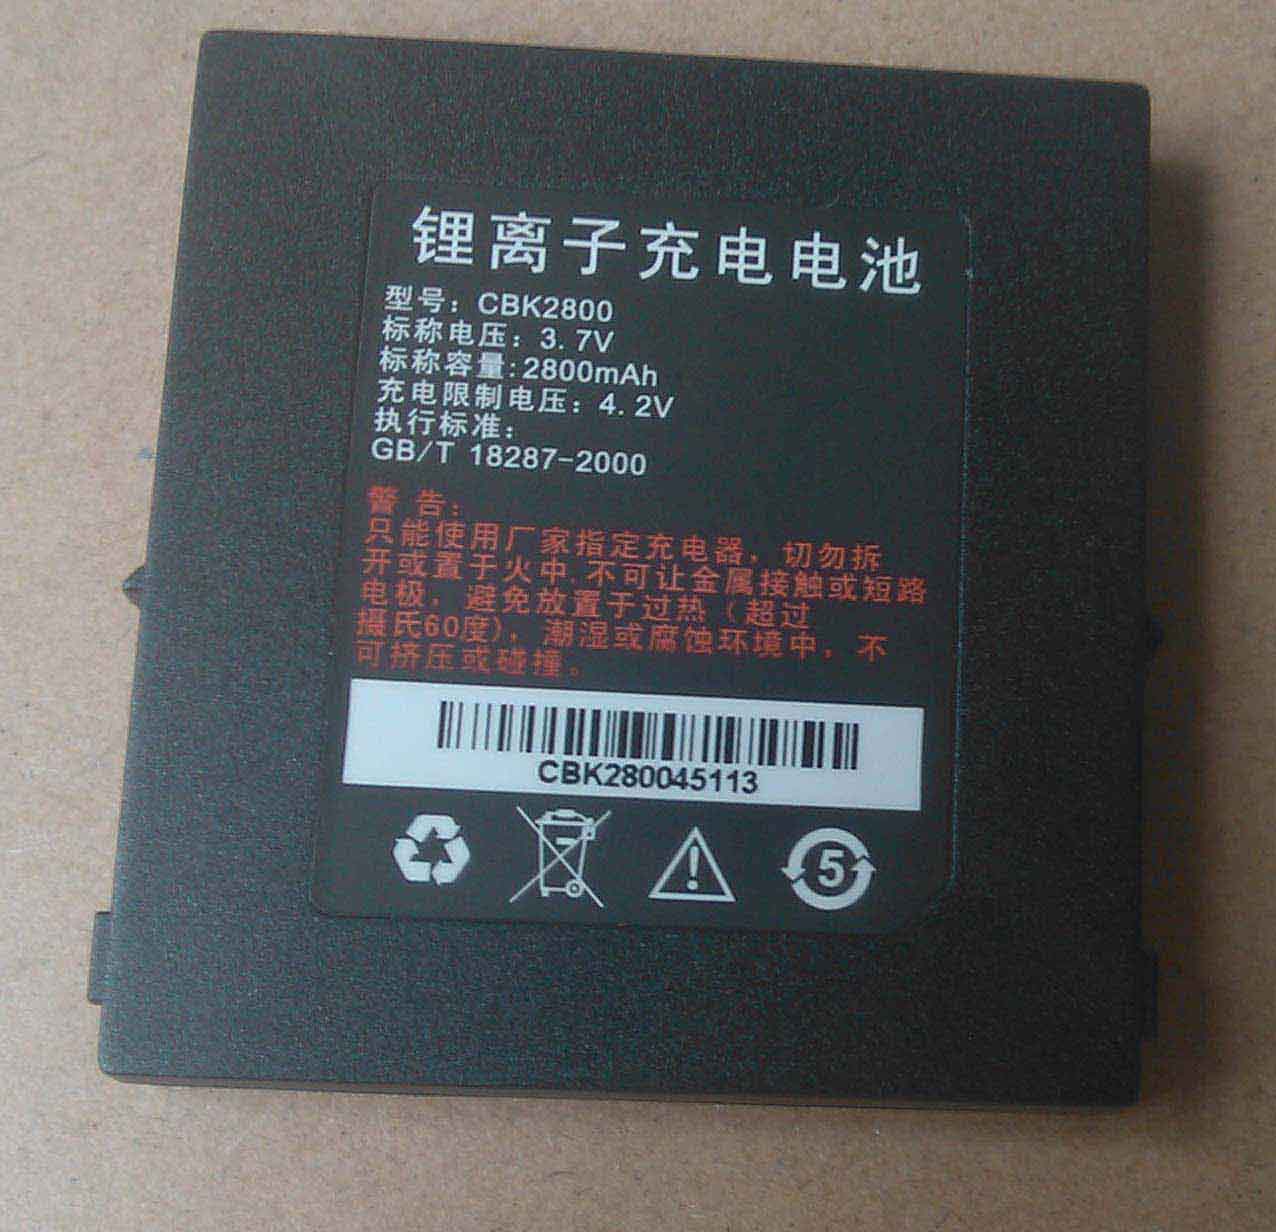 锂离子充电电池
型号：CBK2800
标称电压：3.7V
标称容量:2800mAh
充电限制电压：4.2V
执行标准：
GB/T 18287-2000
警 告：
只能使用厂家指定充电器，切勿拆
开或置于火中.不可让金属接触或短路
电极，避免放置于过热（超过
摄氏60度），潮湿或腐蚀环境中，不
可挤压或碰撞。
CBK280045113
5